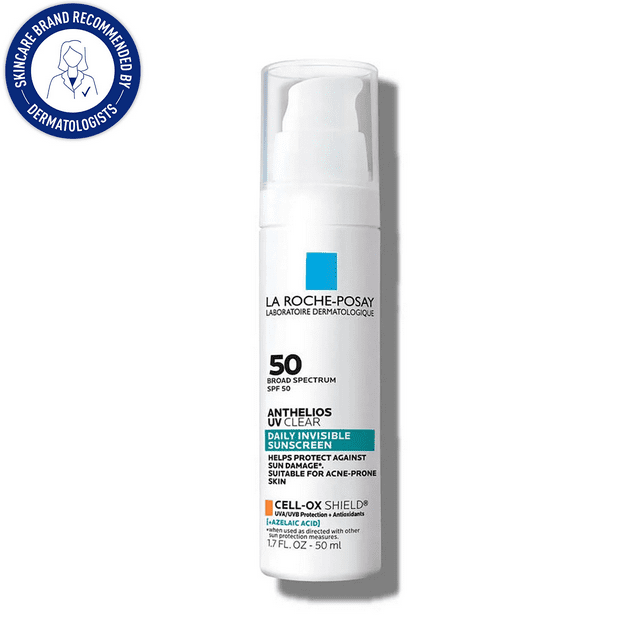 SKINCARE BRAND RECOMMENDED BY
DERMATOLOGISTS
LA ROCHE-POSAY
LABORATOIRE DERMATOLOGIQUE
50
BROAD SPECTRUM
SPF 50
ANTHELIOS
UV CLEAR
DAILY INVISIBLE
SUNSCREEN
HELPS PROTECT AGAINST
SUN DAMAGE*.
SUITABLE FOR ACNE-PRONE
SKIN
CELL-OX SHIELD®
UVA/UVB Protection + Antioxidants
[+AZELAIC ACID]
*when used as directed with other
sun protection measures.
1.7 FL. OZ - 50 ml